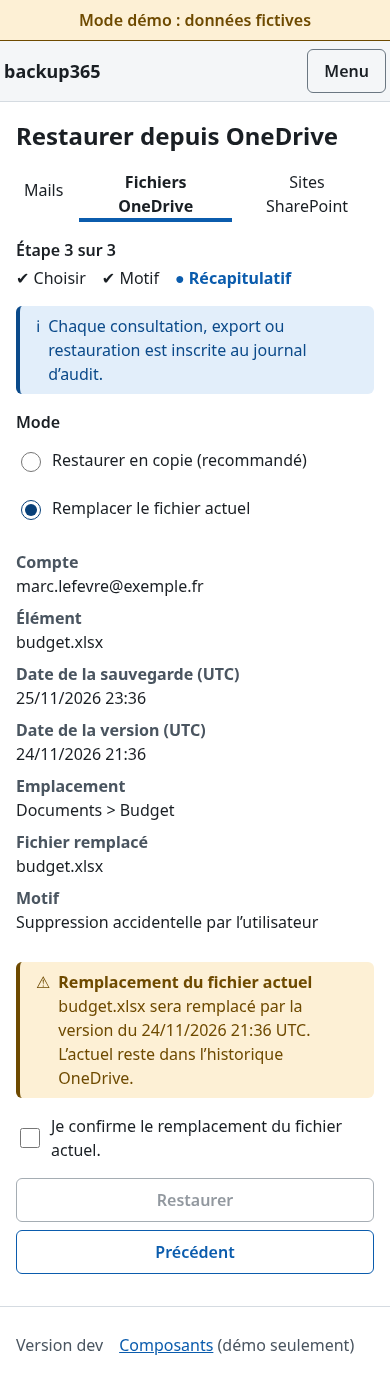 Mode démo : données fictives
backup365
Menu
Restaurer depuis OneDrive
Mails
Fichiers
OneDrive
Sites
SharePoint
Étape 3 sur 3
✔ Choisir ✔ Motif ● Récapitulatif
i Chaque consultation, export ou
restauration est inscrite au journal
d’audit.
Mode
Restaurer en copie (recommandé)
Remplacer le fichier actuel
Compte
marc.lefevre@exemple.fr
Élément
budget.xlsx
Date de la sauvegarde (UTC)
25/11/2026 23:36
Date de la version (UTC)
24/11/2026 21:36
Emplacement
Documents > Budget
Fichier remplacé
budget.xlsx
Motif
Suppression accidentelle par l’utilisateur
⚠ Remplacement du fichier actuel
budget.xlsx sera remplacé par la
version du 24/11/2026 21:36 UTC.
L’actuel reste dans l’historique
OneDrive.
Je confirme le remplacement du fichier
actuel.
Restaurer
Précédent
Version dev Composants (démo seulement)